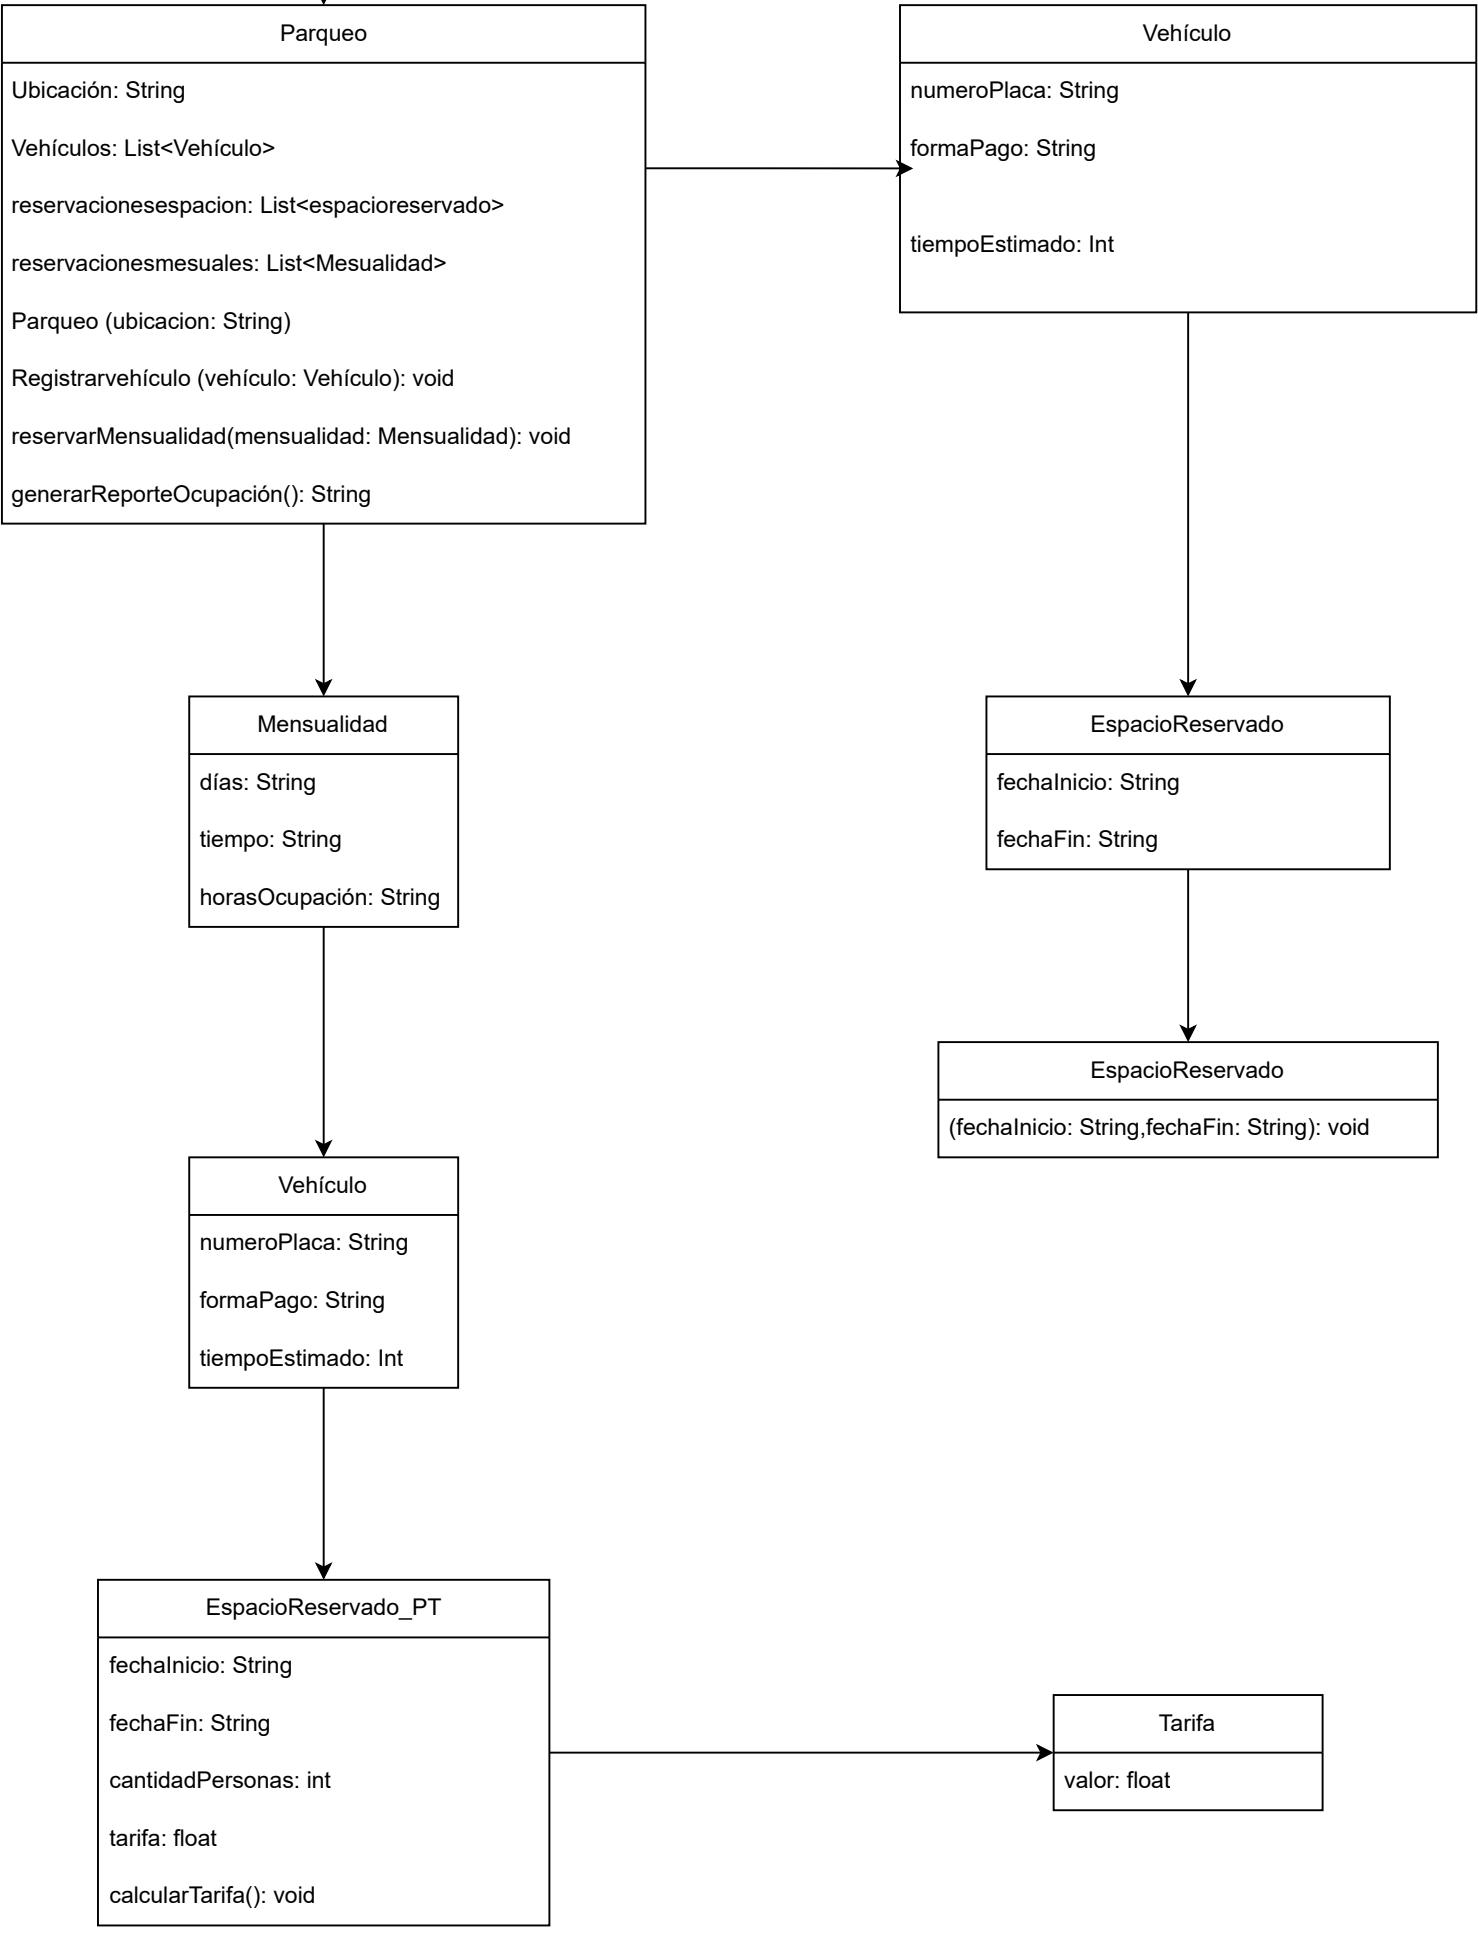 Parqueo
Ubicación: String
Vehículos: List<Vehículo>
reservacionesespacion: List<espacioreservado>
reservacionesmesuales: List<Mesualidad>
Parqueo (ubicacion: String)
Registrarvehículo (vehículo: Vehículo): void
reservarMensualidad(mensualidad: Mensualidad): void
generarReporteOcupación(): String
Vehículo
numeroPlaca: String
formaPago: String
tiempoEstimado: Int
Mensualidad
días: String
tiempo: String
horasOcupación: String
EspacioReservado
fechaInicio: String
fechaFin: String
EspacioReservado
(fechaInicio: String,fechaFin: String): void
Vehículo
numeroPlaca: String
formaPago: String
tiempoEstimado: Int
EspacioReservado_PT
fechaInicio: String
fechaFin: String
cantidadPersonas: int
tarifa: float
calcularTarifa(): void
Tarifa
valor: float